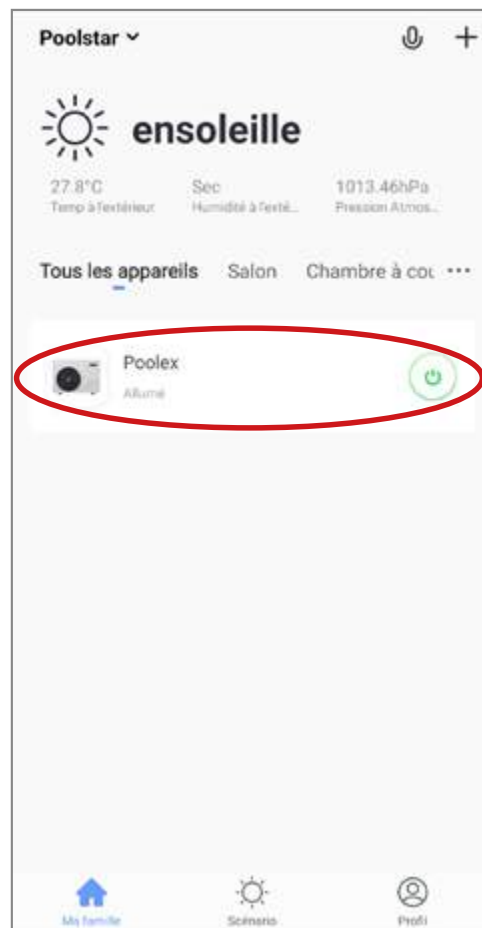 Poolstar
ensoleille
27.8°C Sec 1013.46hPa
Temp à l'extérieur Humidité à l'exté... Pression Atmos...
Tous les appareils Salon Chambre à cou ...
Poolex
Allumé
Ma famille Scénario Profil